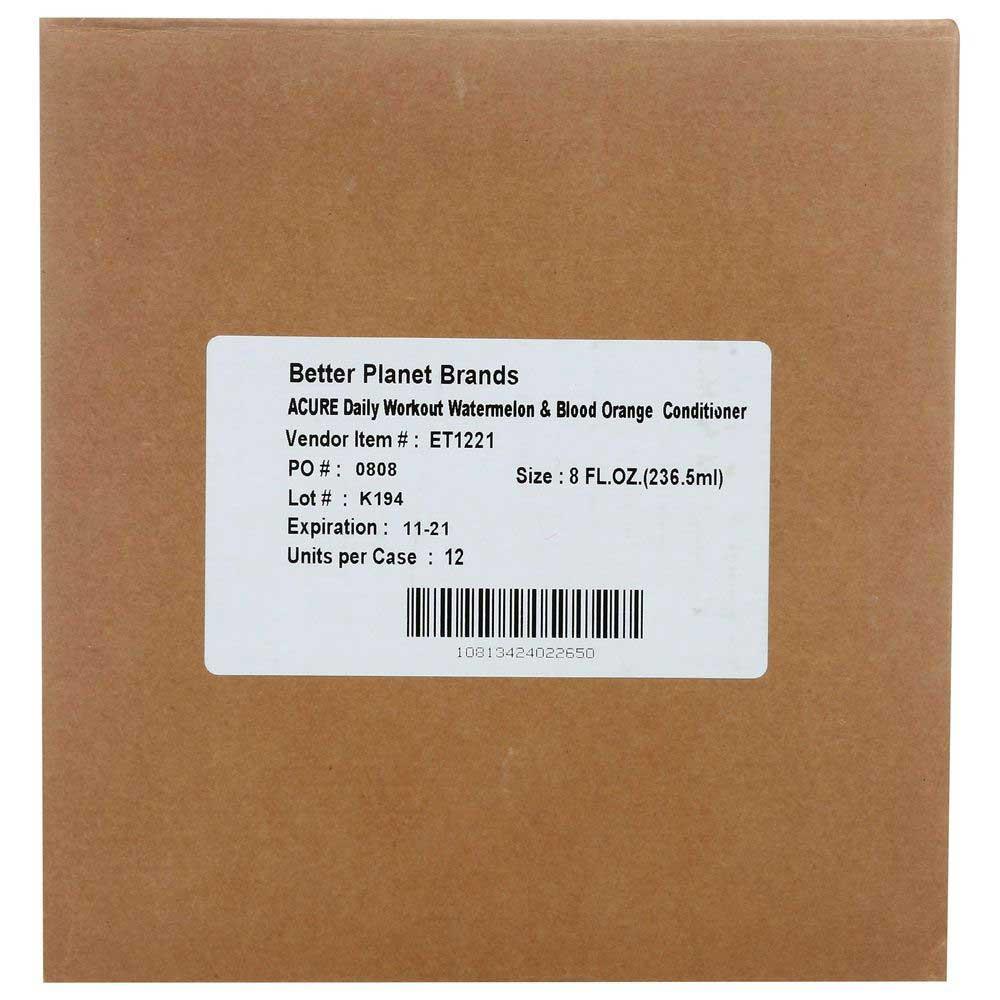 Better Planet Brands
ACURE Daily Workout Watermelon & Blood Orange Conditioner
Vendor Item # : ET1221
PO # : 0808
Size : 8 FL.OZ.(236.5ml)
Lot # : K194
Expiration : 11-21
Units per Case : 12
10813424022650